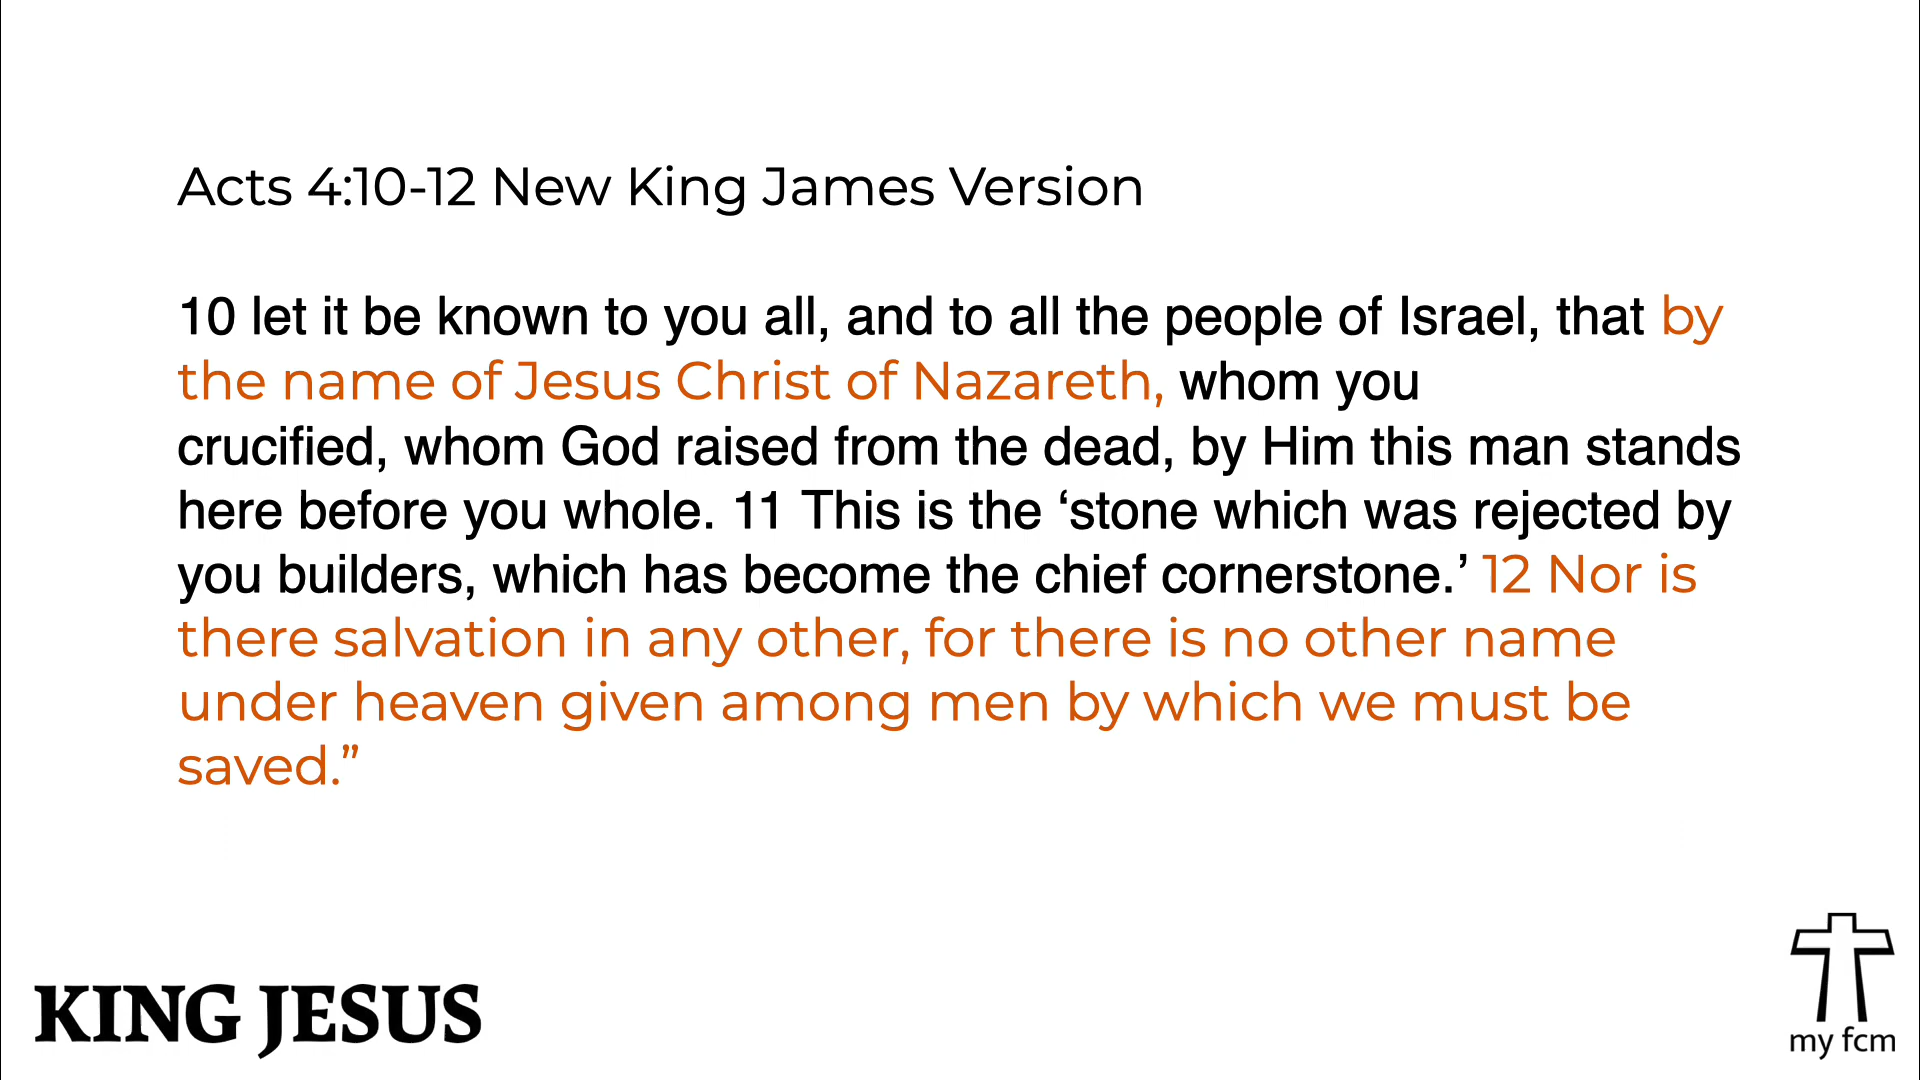 Acts 4:10-12 New King James Version
10 let it be known to you all, and to all the people of Israel, that by
the name of Jesus Christ of Nazareth, whom you
crucified, whom God raised from the dead, by Him this man stands
here before you whole. 11 This is the ‘stone which was rejected by
you builders, which has become the chief cornerstone.’ 12 Nor is
there salvation in any other, for there is no other name
under heaven given among men by which we must be
saved.”
KING JESUS
my fcm